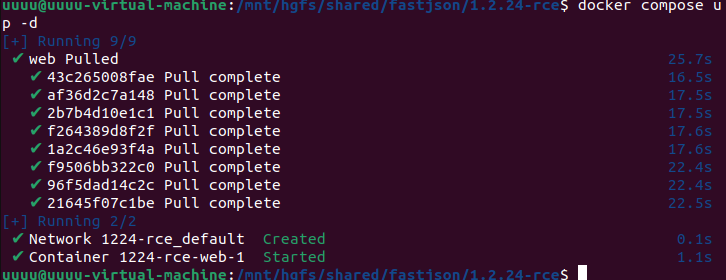 uuuu@uuuu-virtual-machine:/mnt/hgfs/shared/fastjson/1.2.24-rce$ docker compose u
p -d
[+] Running 9/9
✔ web Pulled 25.7s
✔ 43c265008fae Pull complete 16.5s
✔ af36d2c7a148 Pull complete 17.5s
✔ 2b7b4d10e1c1 Pull complete 17.5s
✔ f264389d8f2f Pull complete 17.6s
✔ 1a2c46e93f4a Pull complete 17.6s
✔ f9506bb322c0 Pull complete 22.4s
✔ 96f5dad14c2c Pull complete 22.4s
✔ 21645f07c1be Pull complete 22.5s
[+] Running 2/2
✔ Network 1224-rce_default Created 0.1s
✔ Container 1224-rce-web-1 Started 1.1s
uuuu@uuuu-virtual-machine:/mnt/hgfs/shared/fastjson/1.2.24-rce$